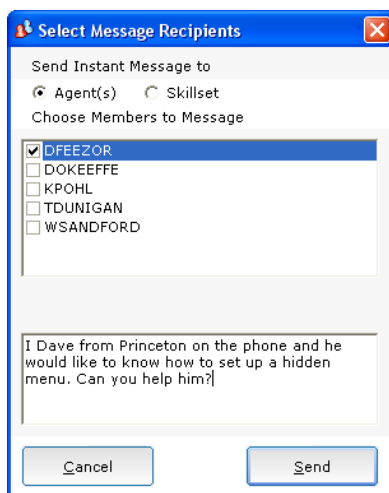 Select Message Recipients
Send Instant Message to
Agent(s) Skillset
Choose Members to Message
DFEEZOR
DOKEEFFE
KPOHL
TDUNIGAN
WSANDFORD
I Dave from Princeton on the phone and he
would like to know how to set up a hidden
menu. Can you help him?
Cancel Send